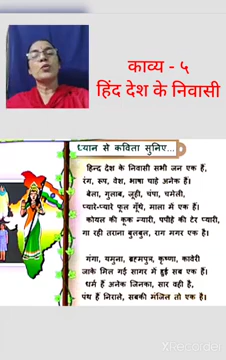 काव्य - ५
हिंद देश के निवासी
ध्यान से कविता सुनिए...
हिन्द देश के निवासी सभी जन एक हैं,
रंग, रूप, वेश, भाषा चाहे अनेक हैं।
बेला, गुलाब, जूही, चंपा, चमेली,
प्यारे-प्यारे फूल गूँथे, माला में एक हैं।
कोयल की कूक न्यारी, पपीहे की टेर प्यारी,
गा रही तराना बुलबुल, राग मगर एक है।
गंगा, यमुना, ब्रह्मपुत्र, कृष्णा, कावेरी
जाके मिल गई सागर में हुई सब एक हैं।
धर्म हैं अनेक जिनका, सार वही है,
पंथ हैं निराले, सबकी मंजिल तो एक है।
XRecorder